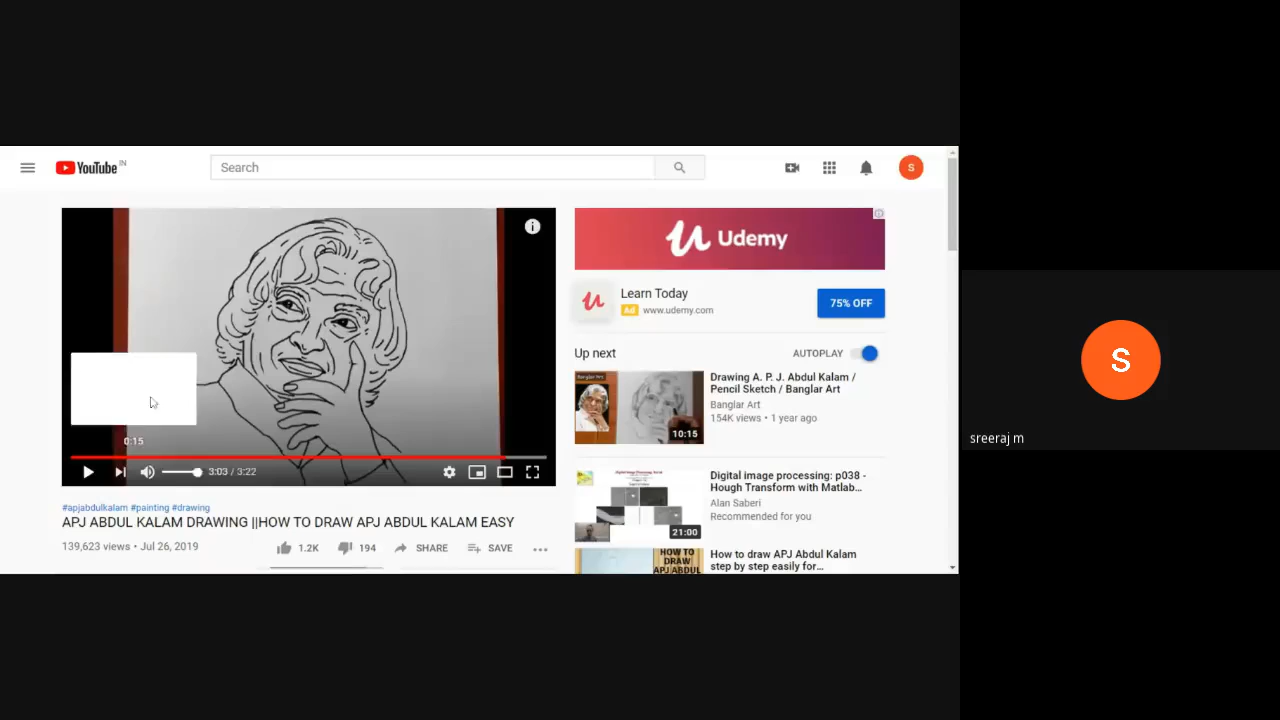 YouTube IN
Search
S
i
Udemy
Learn Today
Ad www.udemy.com
75% OFF
Up next
AUTOPLAY
Banglar Art
10:15
Drawing A. P. J. Abdul Kalam /
Pencil Sketch / Banglar Art
Banglar Art
154K views • 1 year ago
0:15
3:03 / 3:22
Digital image processing: p038 -
Hough Transform with Matlab...
Alan Saberi
Recommended for you
21:00
#apjabdulkalam #painting #drawing
APJ ABDUL KALAM DRAWING ||HOW TO DRAW APJ ABDUL KALAM EASY
139,623 views • Jul 26, 2019
1.2K
194
SHARE
SAVE
HOW TO
DRAW
APJ ABDUL
How to draw APJ Abdul Kalam
step by step easily for...
S
sreeraj m